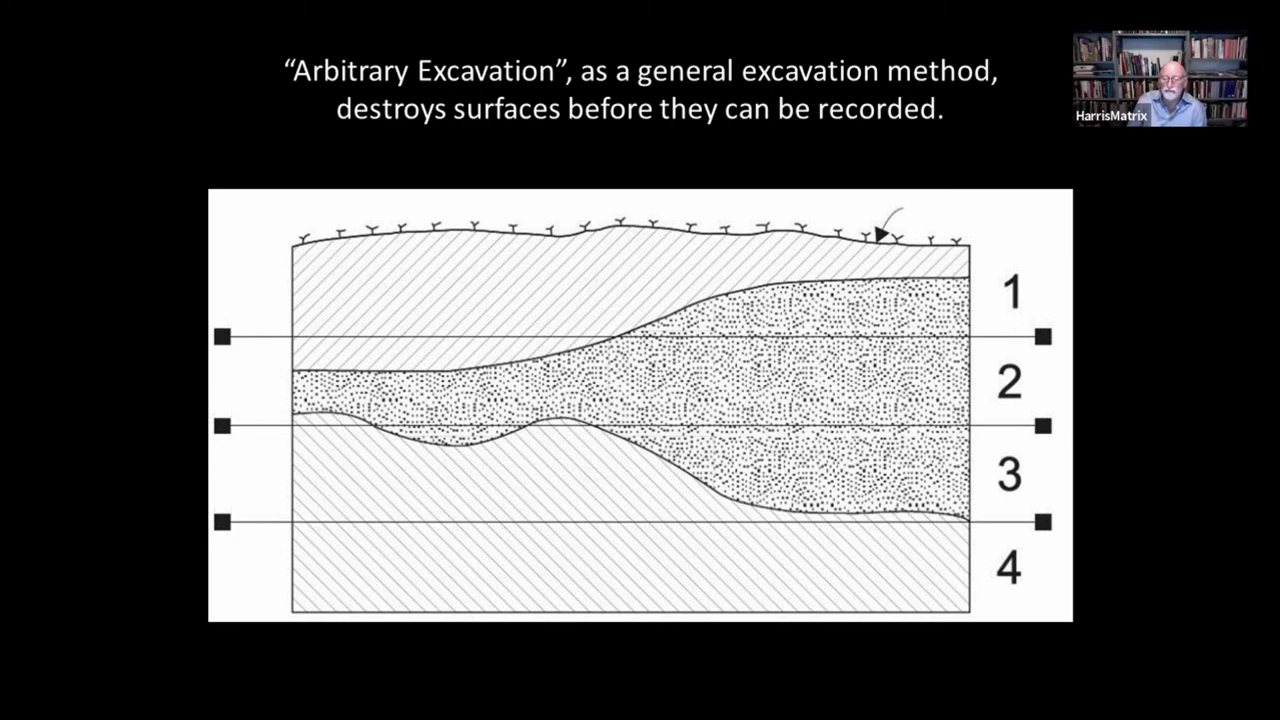 “Arbitrary Excavation”, as a general excavation method,
destroys surfaces before they can be recorded.
HarrisMatrix
1
2
3
4